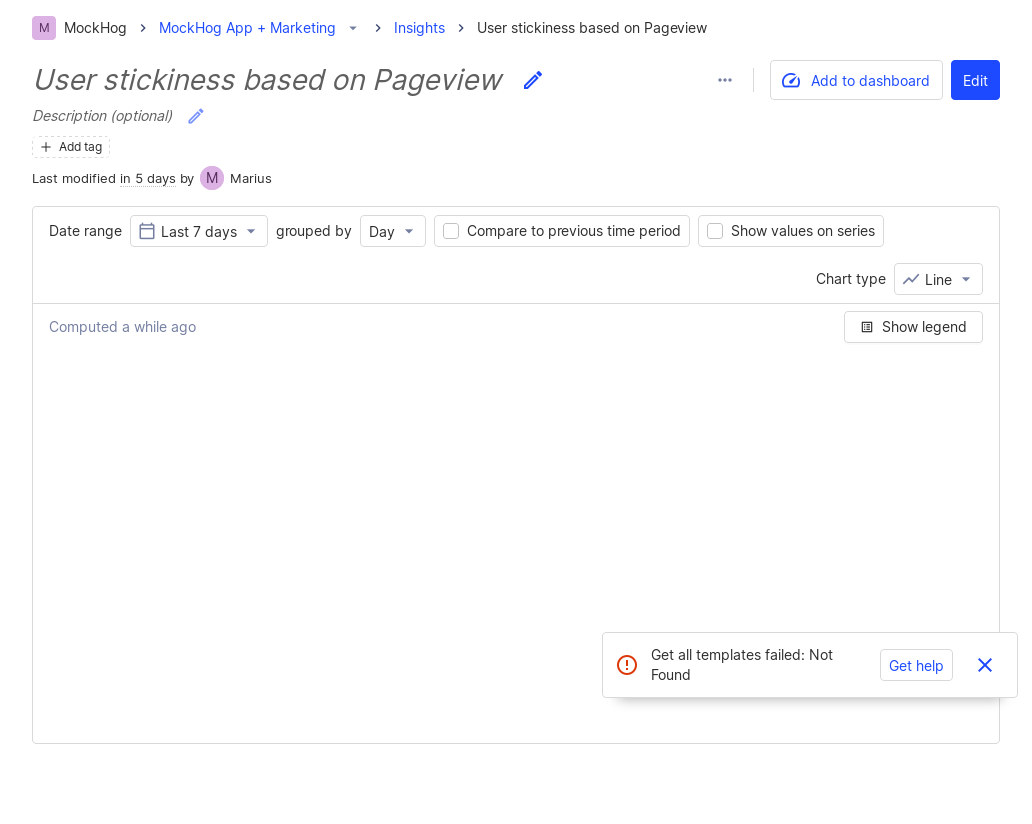 M MockHog > MockHog App + Marketing > Insights > User stickiness based on Pageview
User stickiness based on Pageview
Add to dashboard
Edit
Description (optional)
Add tag
Last modified in 5 days by M Marius
Date range Last 7 days grouped by Day Compare to previous time period Show values on series
Chart type Line
Computed a while ago
Show legend
Get all templates failed: Not
Found
Get help